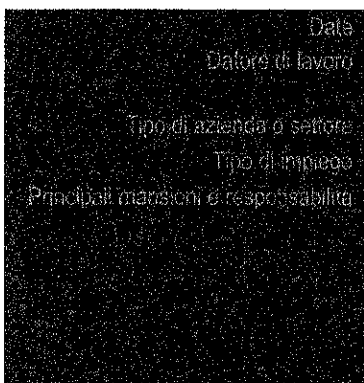 Date
Datore di lavoro
Tipo di azienda o settore
Tipo di impiego
Principali mansioni e responsabilità